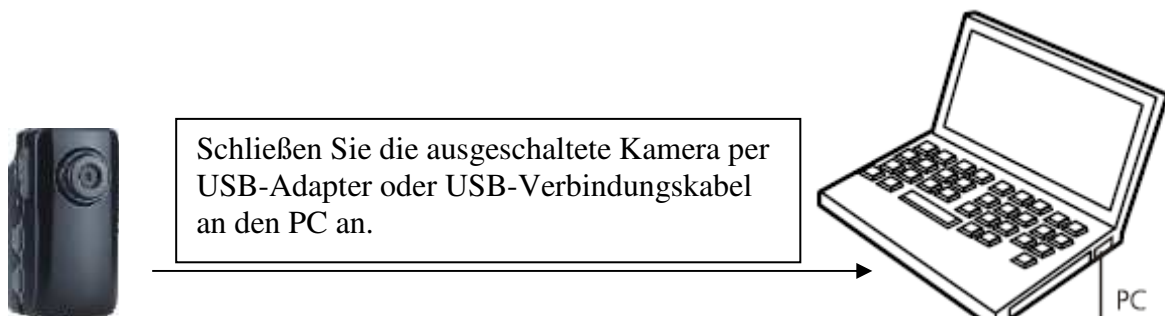 Schließen Sie die ausgeschaltete Kamera per
USB-Adapter oder USB-Verbindungskabel
an den PC an.
PC